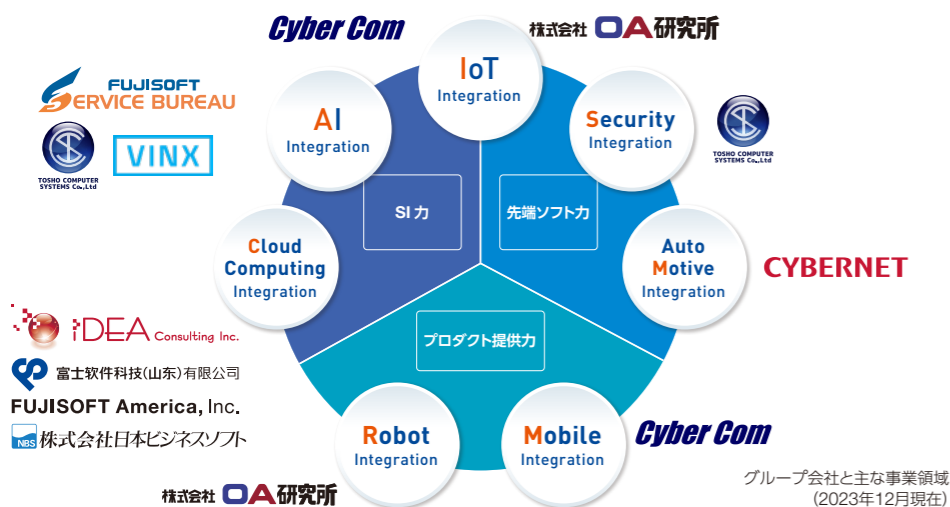 Cyber Com
株式会社 OA研究所
IoT
Integration
FUJISOFT
SERVICE BUREAU
AI
Integration
Security
Integration
TOSHO COMPUTER
SYSTEMS Co.,Ltd
VINX
TOSHO COMPUTER
SYSTEMS Co.,Ltd
SI 力
先端ソフト力
Cloud
Computing
Integration
Auto
Motive
Integration
CYBERNET
iDEA Consulting Inc.
プロダクト提供力
富士软件科技(山东)有限公司
FUJISOFT America, Inc.
NBS 株式会社日本ビジネスソフト
Robot
Integration
Mobile
Integration
Cyber Com
株式会社 OA研究所
グループ会社と主な事業領域
(2023年12月現在)